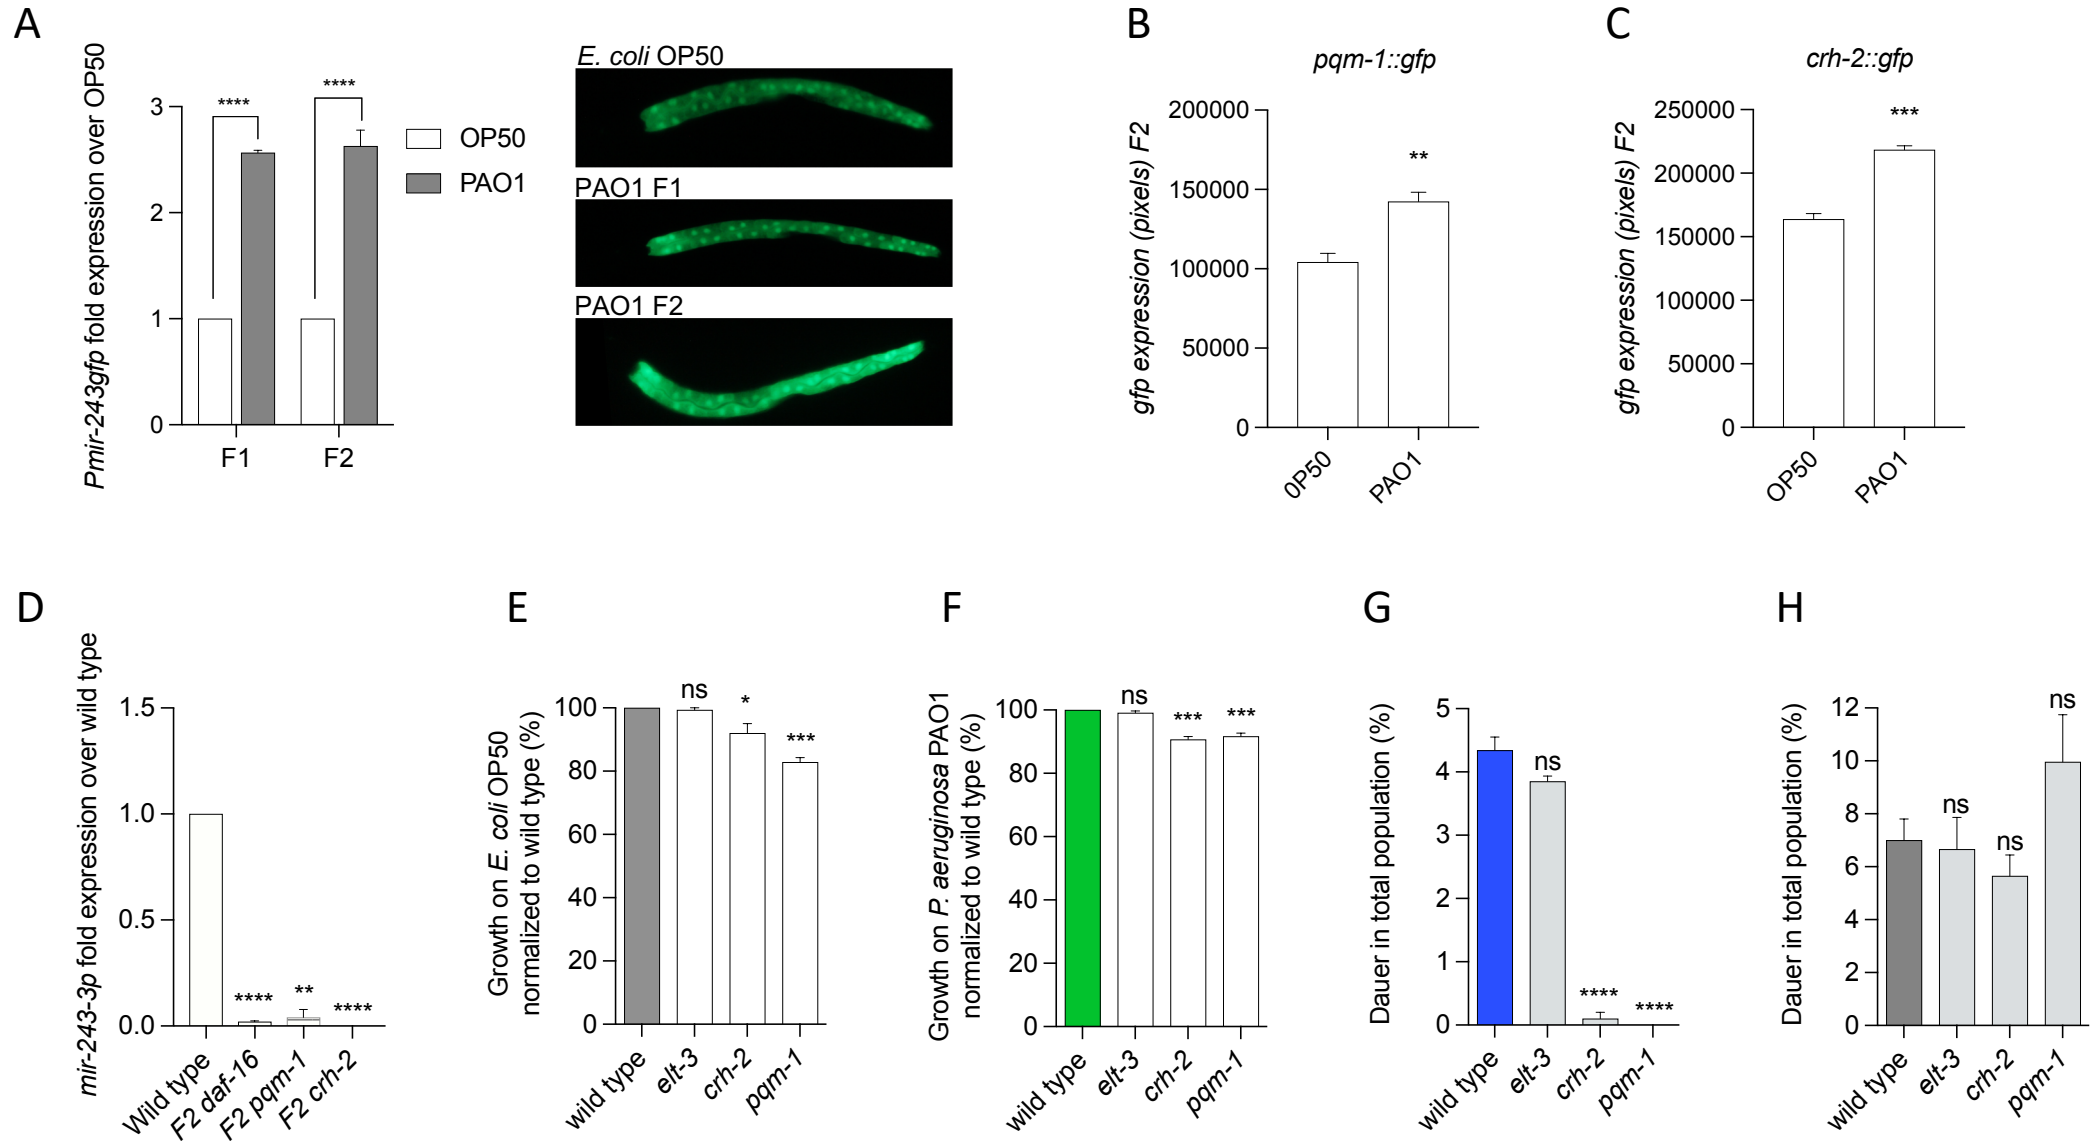 A
Pmir-243gfp fold expression over OP50
3
2
1
0
****
****
F1
F2
OP50
PAO1
E. coli OP50
PAO1 F1
PAO1 F2
B
pqm-1::gfp
gfp expression (pixels) F2
200000
150000
100000
50000
0
**
0P50
PAO1
C
crh-2::gfp
gfp expression (pixels) F2
250000
200000
150000
100000
50000
0
***
OP50
PAO1
D
mir-243-3p fold expression over wild type
1.5
1.0
0.5
0.0
****
**
****
Wild type
F2 daf-16
F2 pqm-1
F2 crh-2
E
Growth on E. coli OP50
normalized to wild type (%)
100
80
60
40
20
0
ns
*
***
wild type
elt-3
crh-2
pqm-1
F
Growth on P. aeruginosa PAO1
normalized to wild type (%)
100
80
60
40
20
0
ns
***
***
wild type
elt-3
crh-2
pqm-1
G
Dauer in total population (%)
5
4
3
2
1
0
ns
****
****
wild type
elt-3
crh-2
pqm-1
H
Dauer in total population (%)
12
10
8
6
4
2
0
ns
ns
ns
wild type
elt-3
crh-2
pqm-1